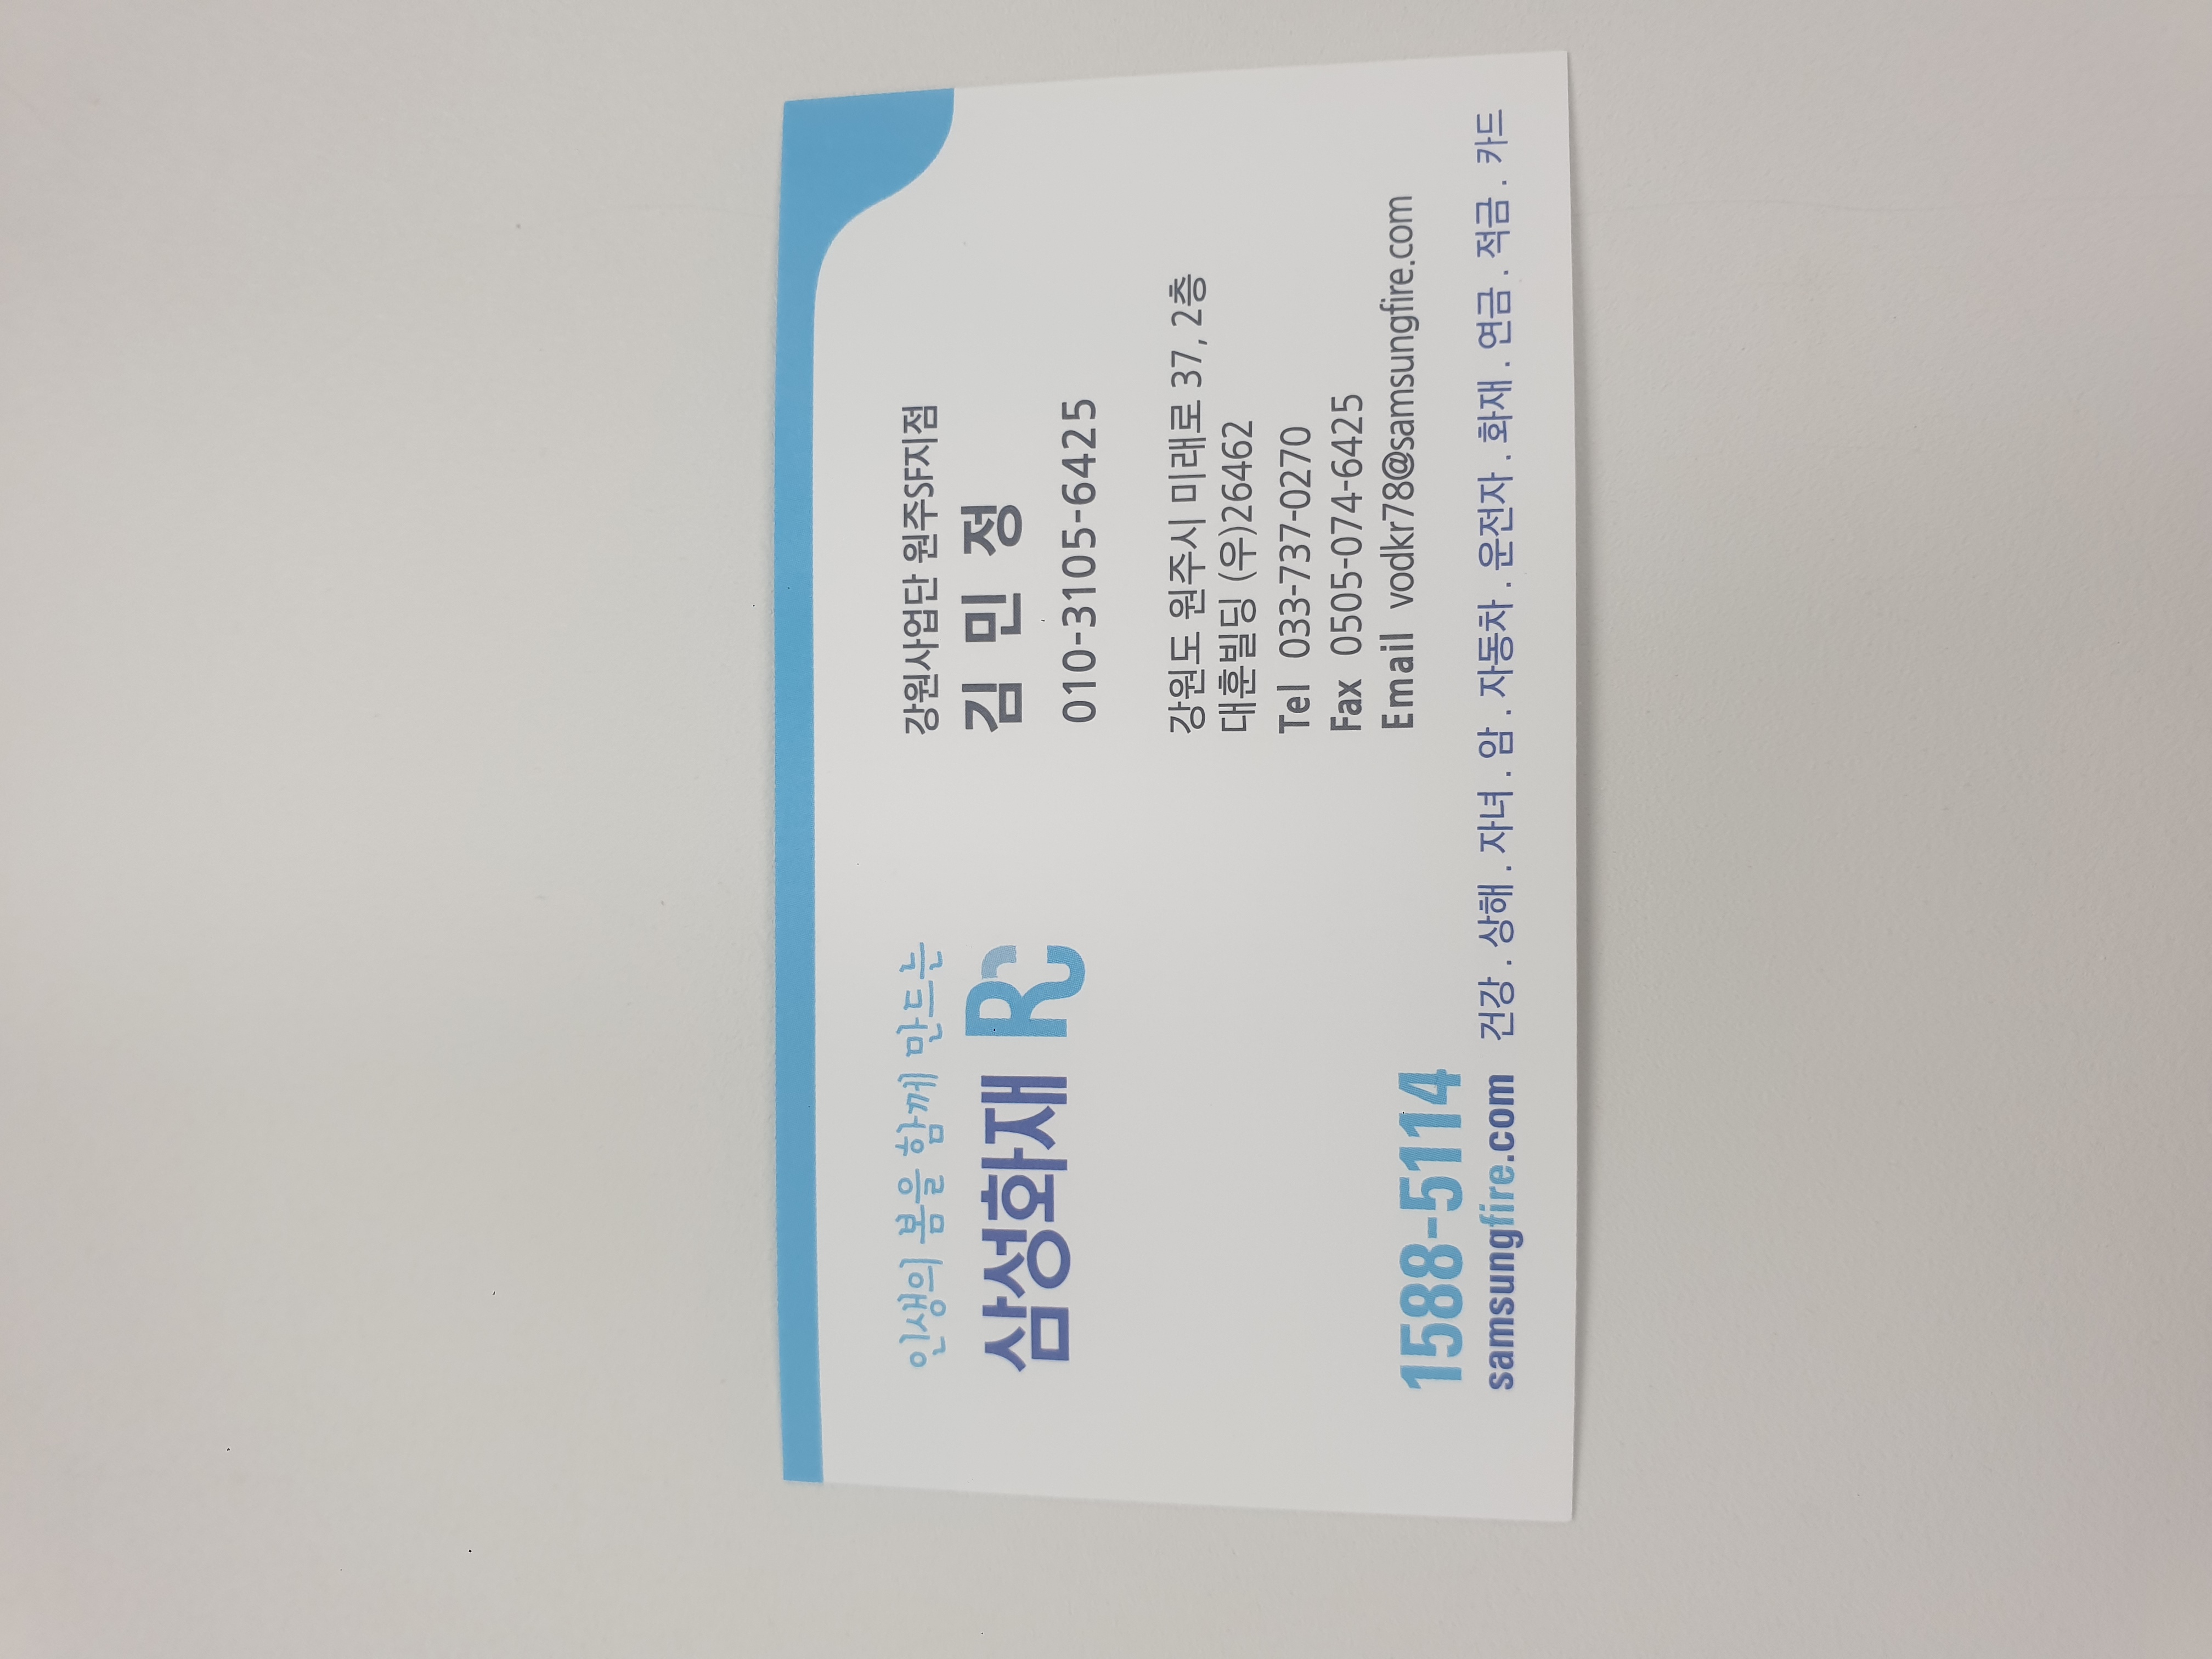 인생의 봄을 함께 만드는
삼성화재 RC
강원사업단 원주SF지점
김 민 정
010-3105-6425
강원도 원주시 미래로 37, 2층
대훈빌딩 (우)26462
Tel 033-737-0270
Fax 0505-074-6425
Email vodkr78@samsungfire.com
1588-5114
samsungfire.com 건강 . 상해 . 자녀 . 암 . 자동차 . 운전자 . 화재 . 연금 . 적금 . 카드